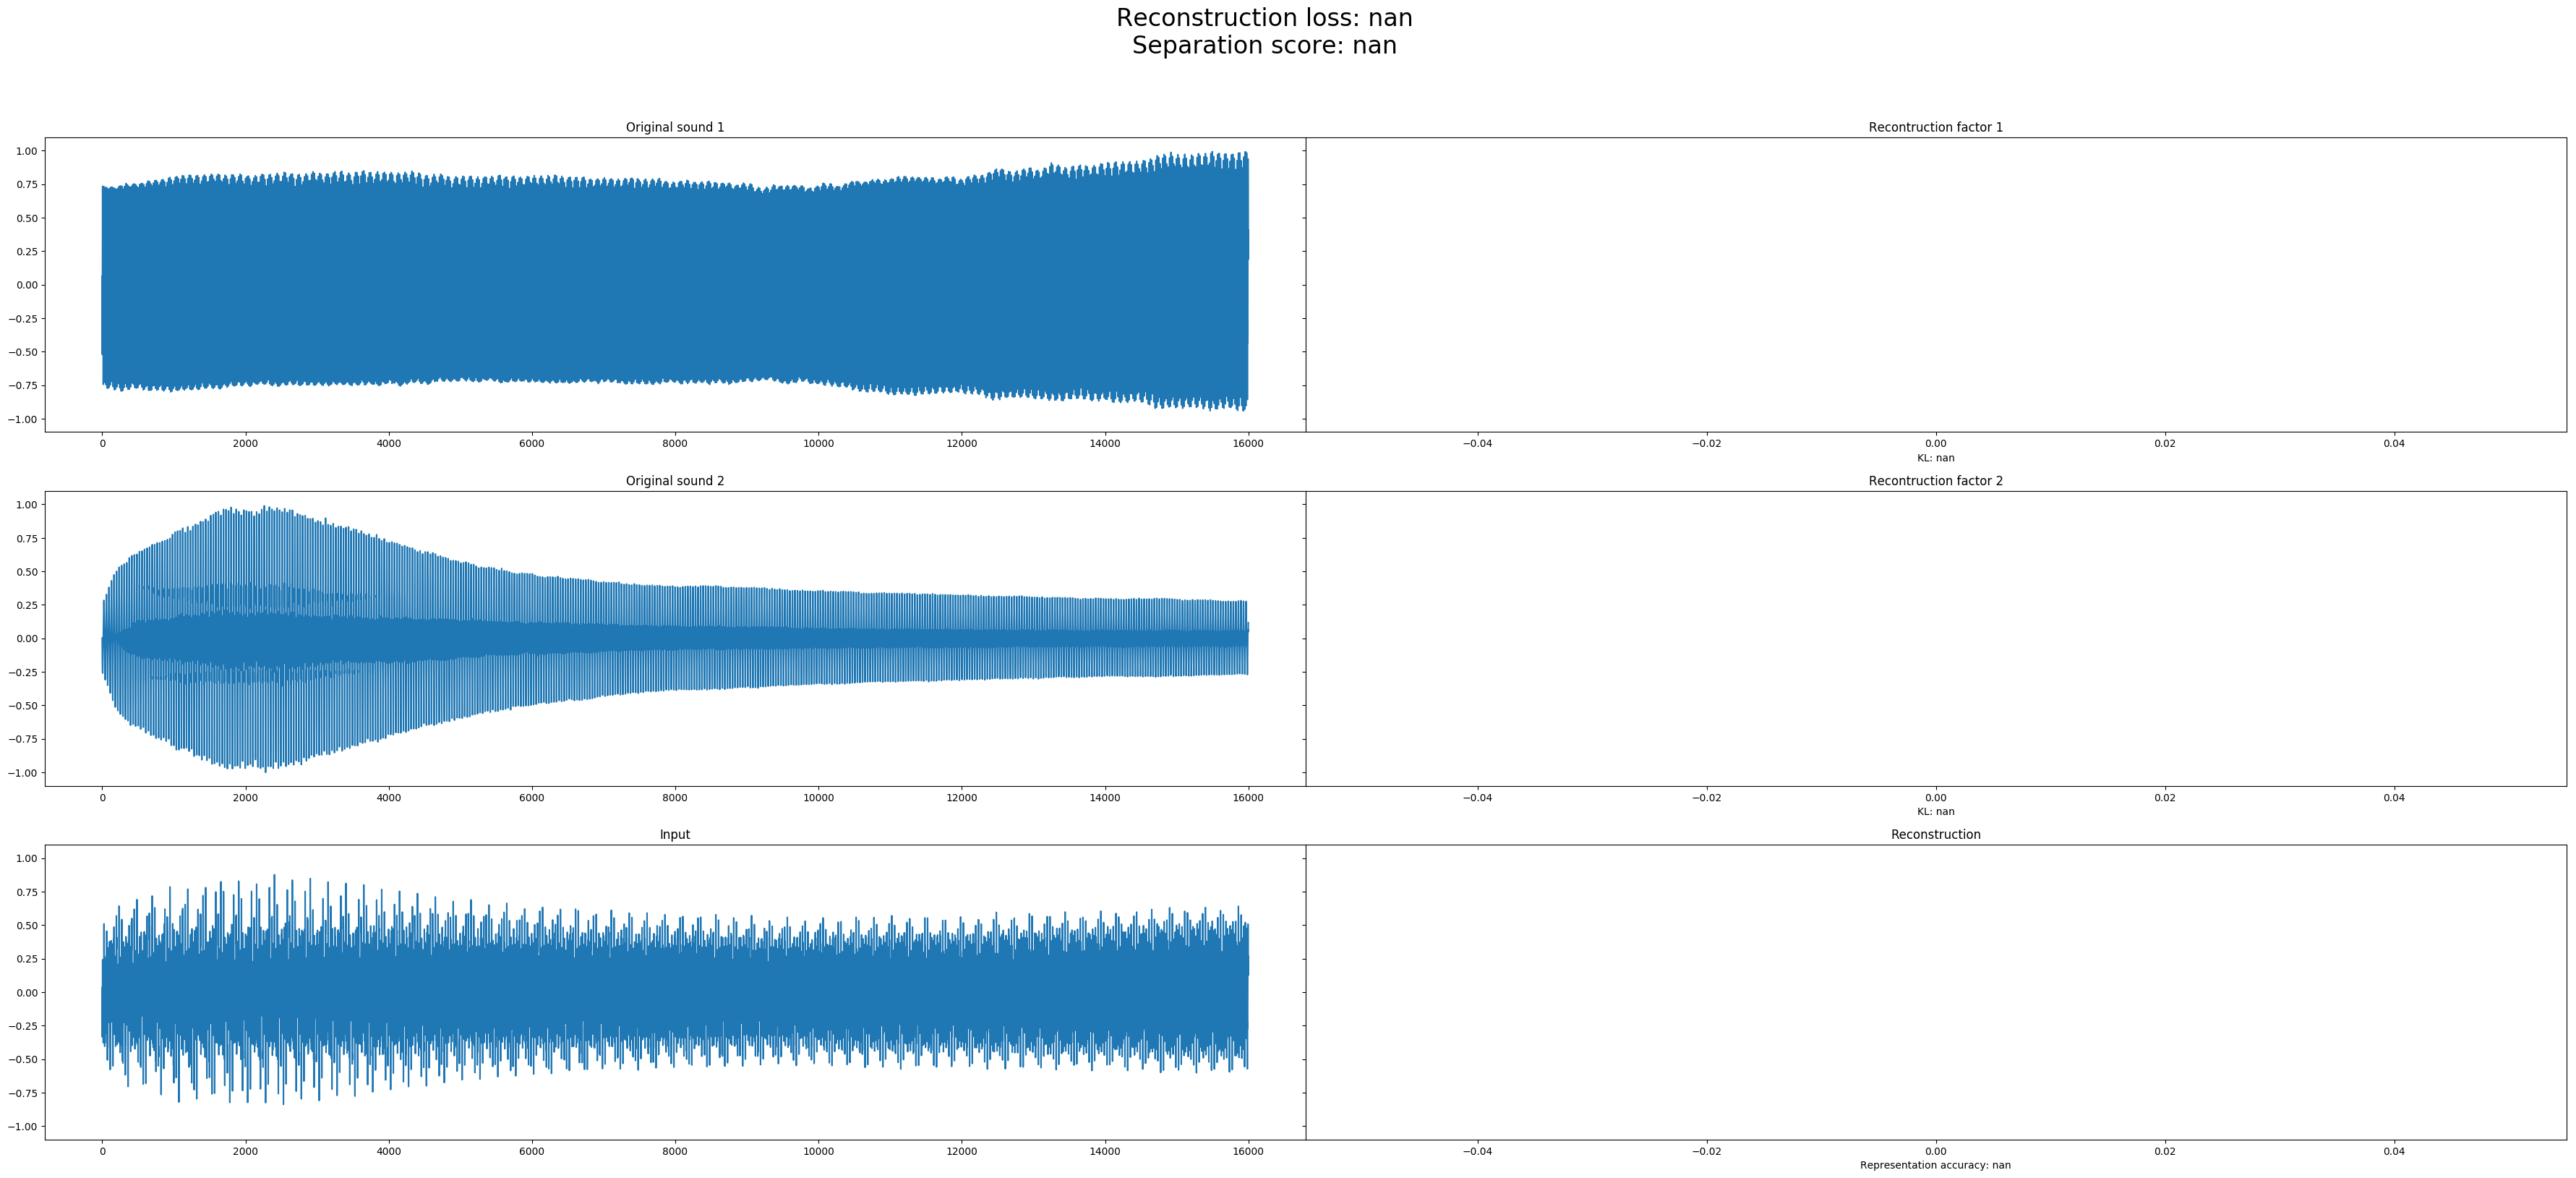 Reconstruction loss: nan
Separation score: nan
Original sound 1
Recontruction factor 1
1.00
0.75
0.50
0.25
0.00
−0.25
−0.50
−0.75
−1.00
0 2000 4000 6000 8000 10000 12000 14000 16000
−0.04 −0.02 0.00 0.02 0.04
KL: nan
Original sound 2
Recontruction factor 2
1.00
0.75
0.50
0.25
0.00
−0.25
−0.50
−0.75
−1.00
0 2000 4000 6000 8000 10000 12000 14000 16000
−0.04 −0.02 0.00 0.02 0.04
KL: nan
Input
Reconstruction
1.00
0.75
0.50
0.25
0.00
−0.25
−0.50
−0.75
−1.00
0 2000 4000 6000 8000 10000 12000 14000 16000
−0.04 −0.02 0.00 0.02 0.04
Representation accuracy: nan